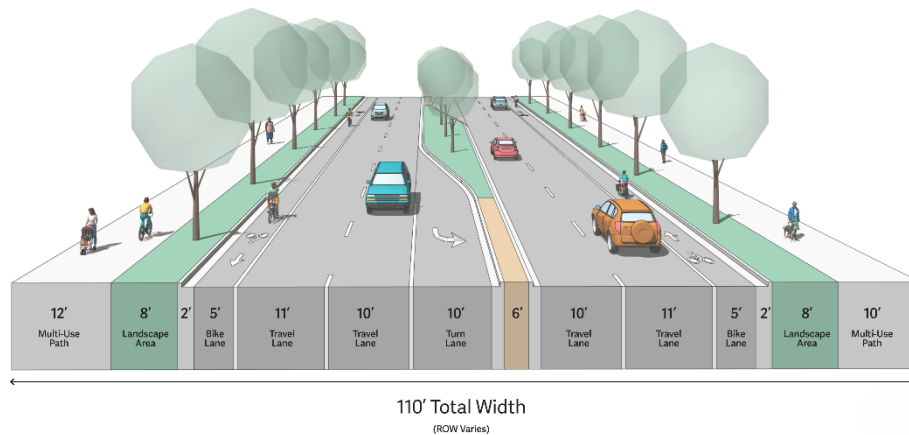 12' 8' 2' 5' 11' 10' 10' 6' 10' 11' 5' 2' 8' 10'
Multi-Use Path
Landscape Area
Bike Lane
Travel Lane
Travel Lane
Turn Lane
Travel Lane
Travel Lane
Bike Lane
Landscape Area
Multi-Use Path
110′ Total Width
(ROW Varies)